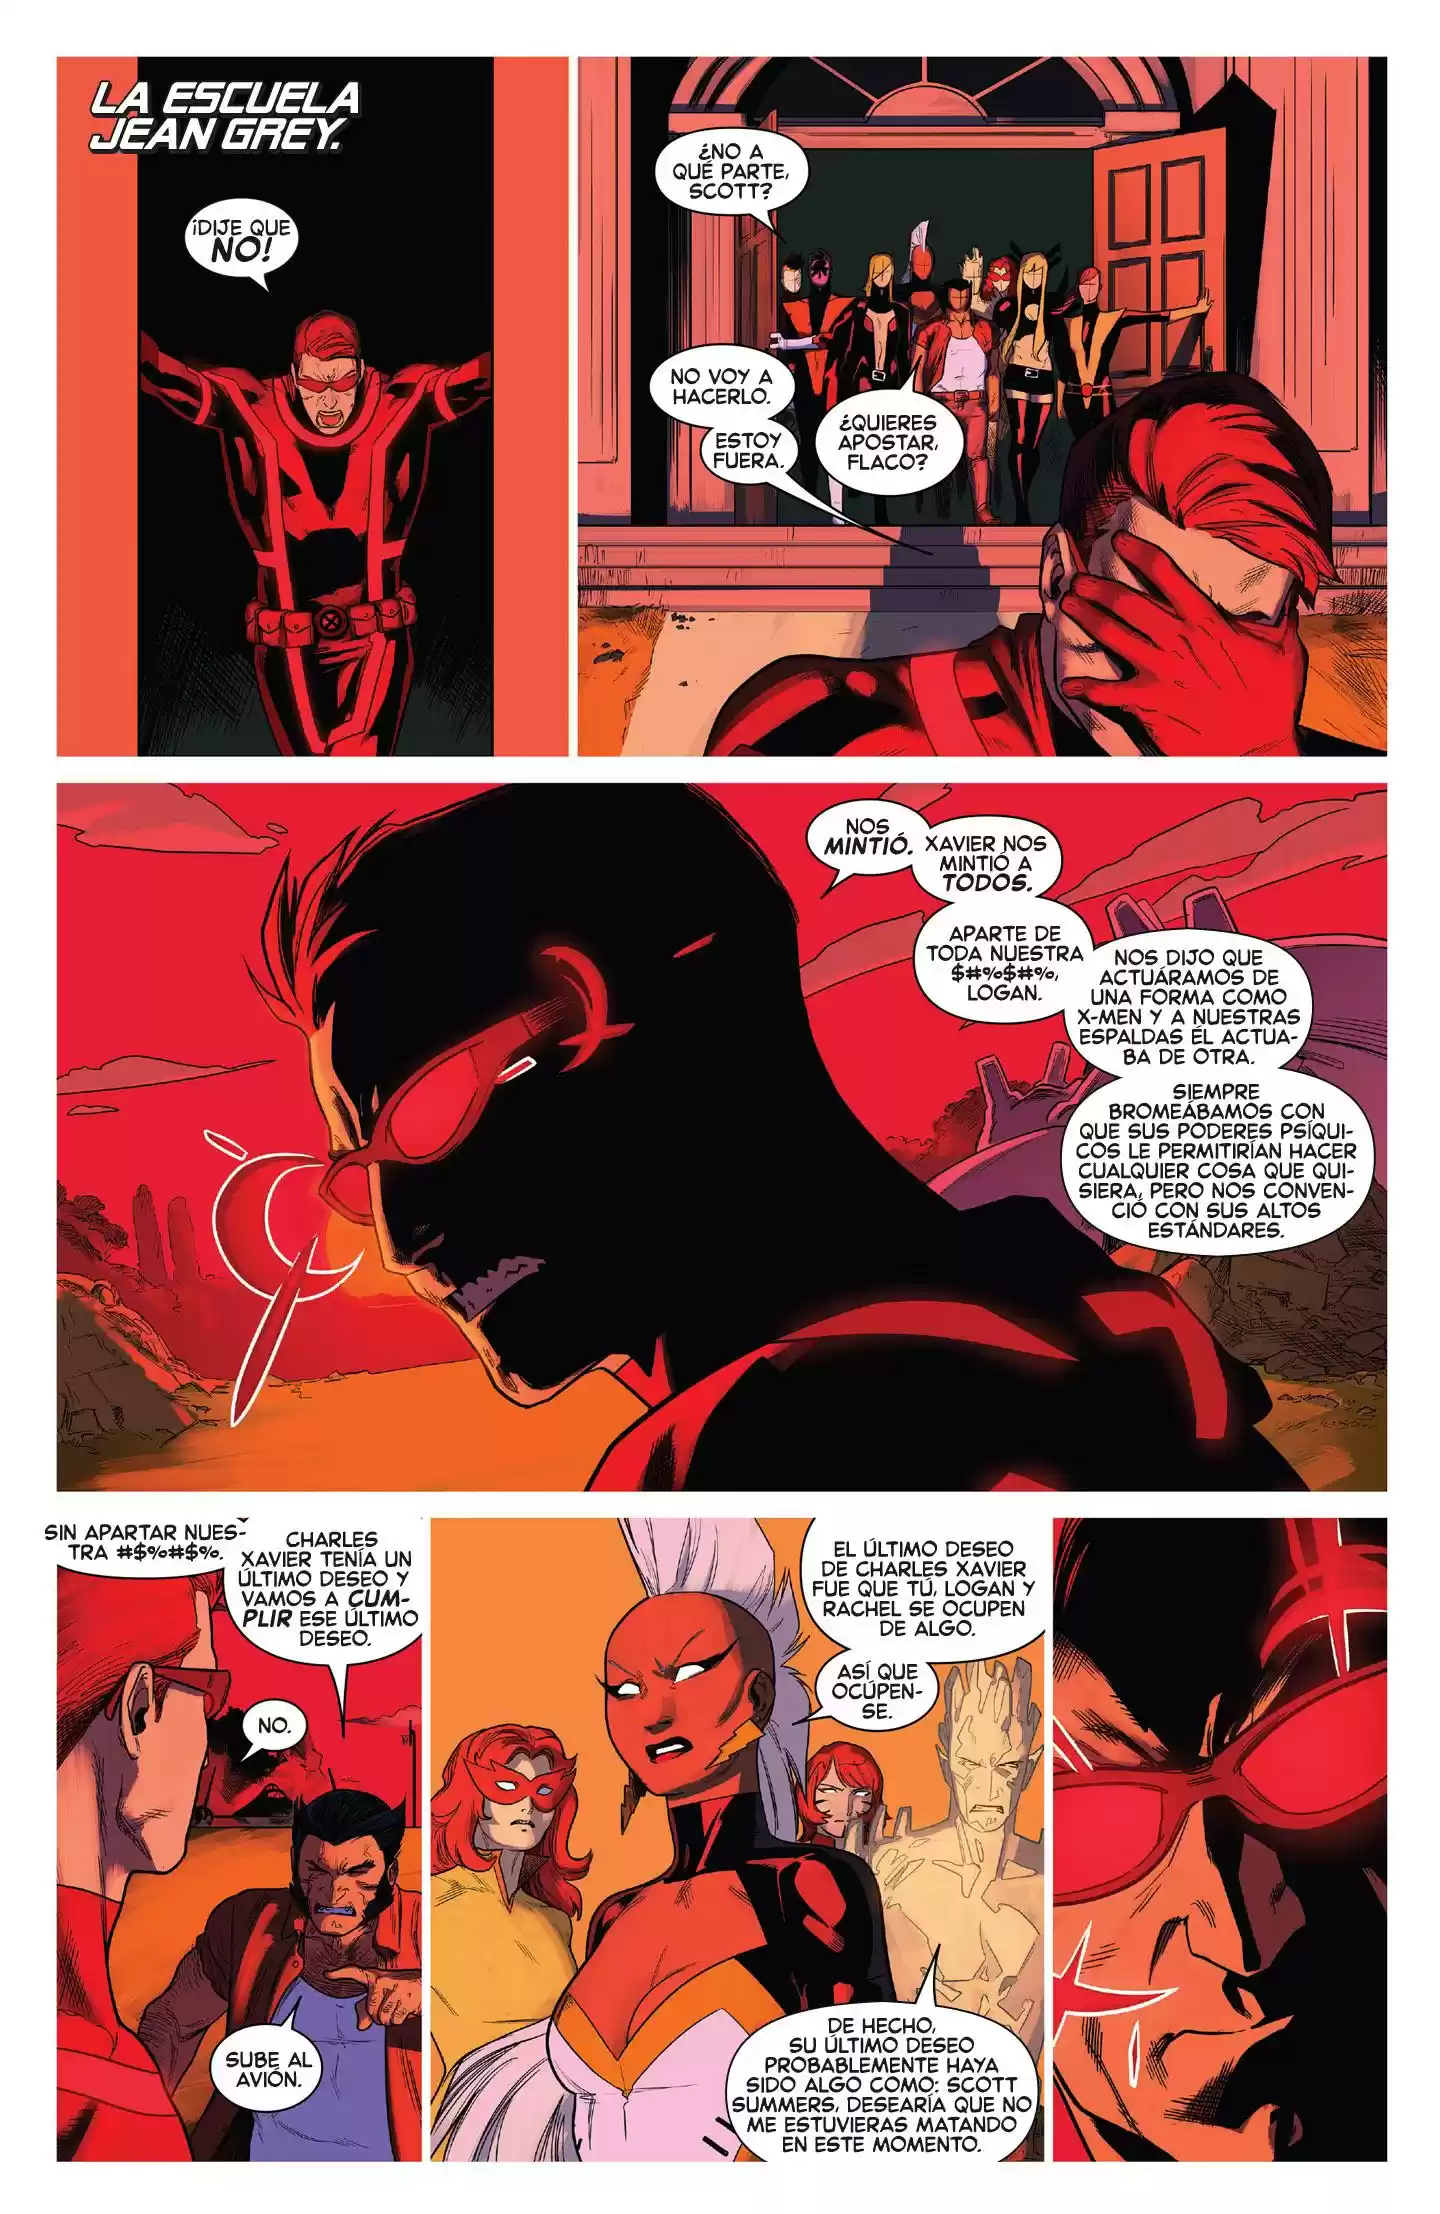 LA ESCUELA
JEAN GREY.
¡DIJE QUE
NO!
¿NO A
QUÉ PARTE,
SCOTT?
NO VOY A
HACERLO.
ESTOY
FUERA.
¿QUIERES
APOSTAR,
FLACO?
NOS
MINTIÓ.
XAVIER NOS
MINTIÓ A
TODOS.
APARTE DE
TODA NUESTRA
$#%$#%,
LOGAN.
NOS DIJO QUE
ACTUÁRAMOS DE
UNA FORMA COMO
X-MEN Y A NUESTRAS
ESPALDAS ÉL ACTUA-
BA DE OTRA.
SIEMPRE
BROMEÁBAMOS CON
QUE SUS PODERES PSÍQUI-
COS LE PERMITIRÍAN HACER
CUALQUIER COSA QUE QUI-
SIERA, PERO NOS CONVEN-
CIÓ CON SUS ALTOS
ESTÁNDARES.
SIN APARTAR NUES-
TRA #$%#$%.
CHARLES
XAVIER TENÍA UN
ÚLTIMO DESEO Y
VAMOS A CUM-
PLIR ESE ÚLTIMO
DESEO.
NO.
SUBE AL
AVIÓN.
EL ÚLTIMO DESEO
DE CHARLES XAVIER
FUE QUE TÚ, LOGAN Y
RACHEL SE OCUPEN
DE ALGO.
ASÍ QUE
OCÚPEN-
SE.
DE HECHO,
SU ÚLTIMO DESEO
PROBABLEMENTE HAYA
SIDO ALGO COMO: SCOTT
SUMMERS, DESEARÍA QUE NO
ME ESTUVIERAS MATANDO
EN ESTE MOMENTO.